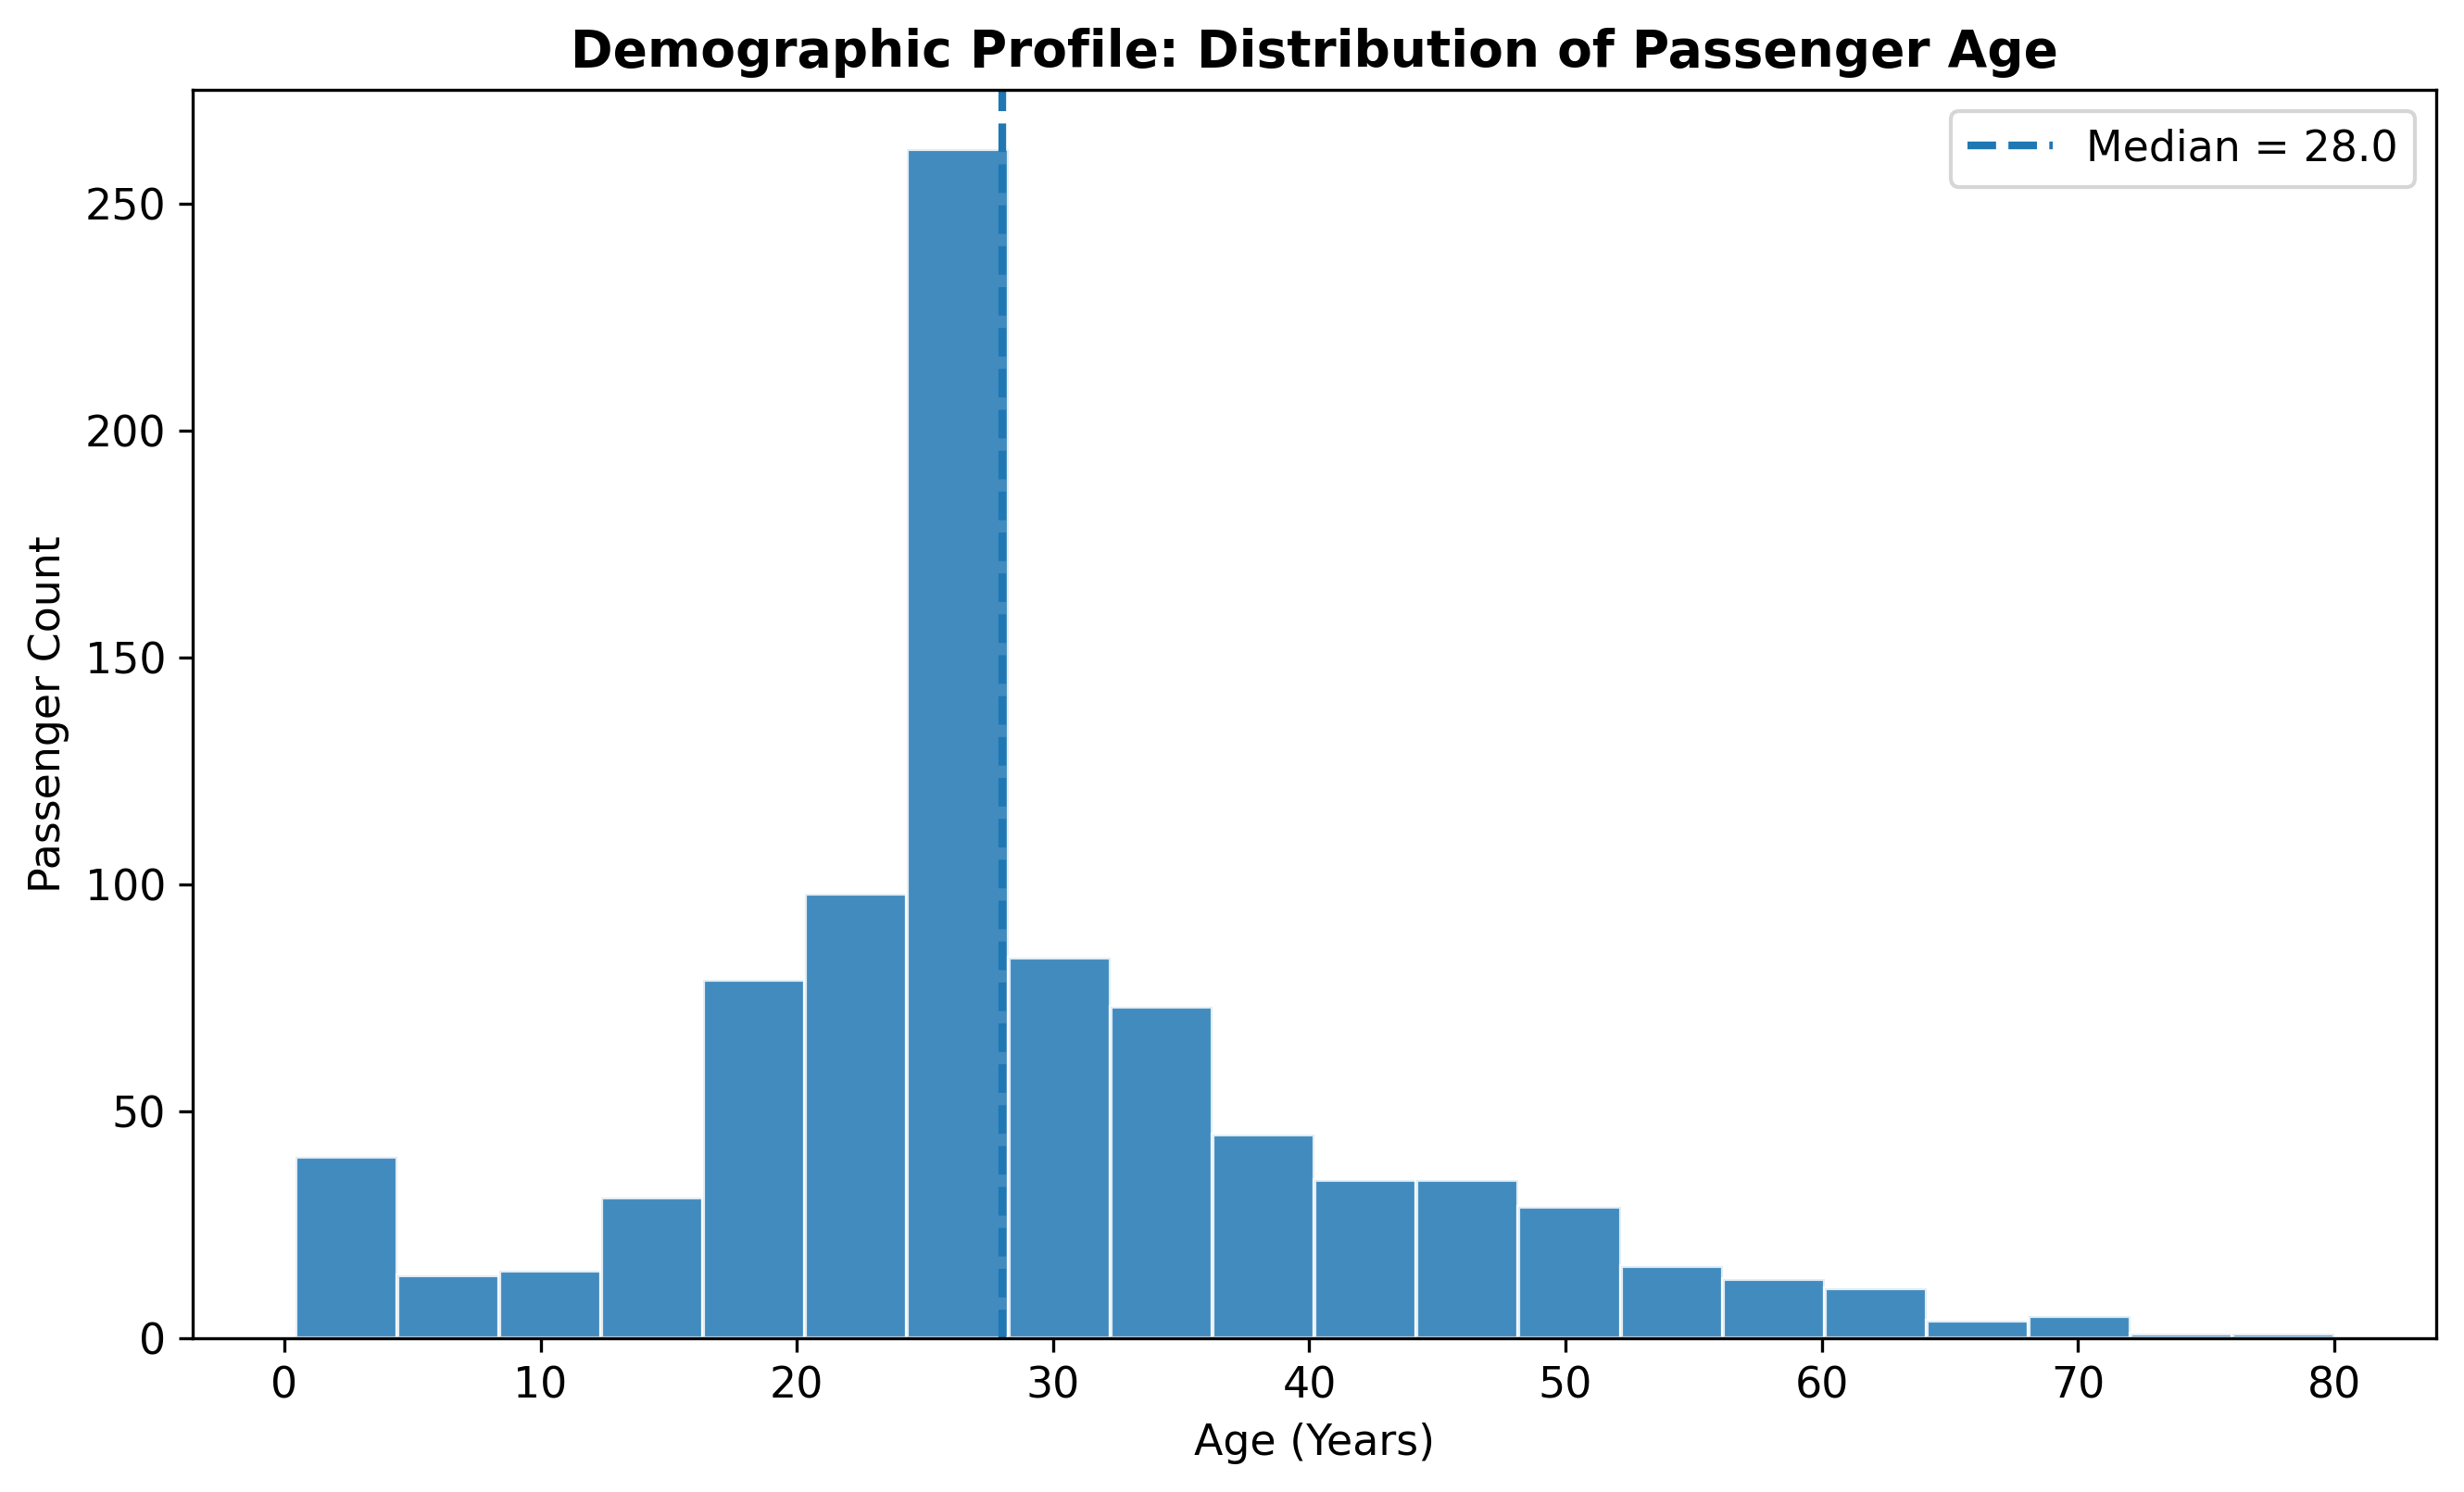 Demographic Profile: Distribution of Passenger Age
Median = 28.0
Passenger Count
250
200
150
100
50
0
0 10 20 30 40 50 60 70 80
Age (Years)